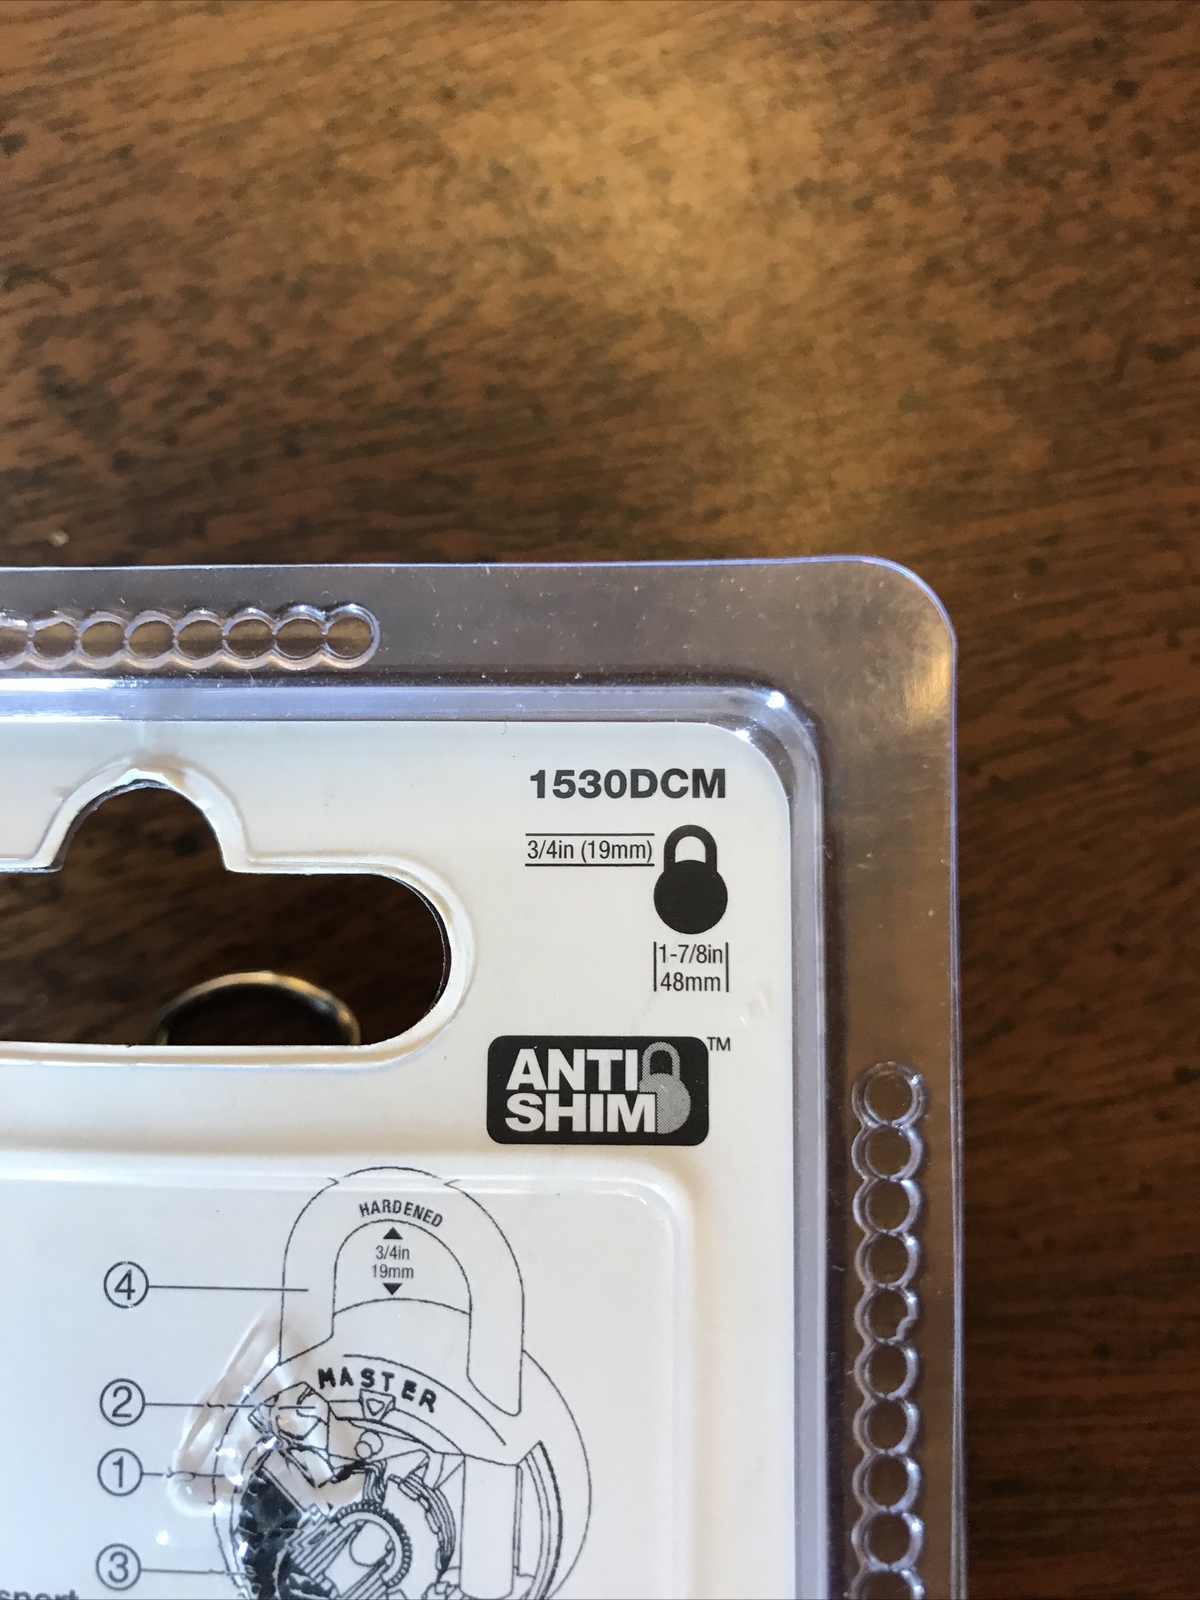 1530DCM
3/4in (19mm)
1-7/8in
48mm
ANTI
SHIM
TM
HARDENED
3/4in
19mm
4
MASTER
2
1
3